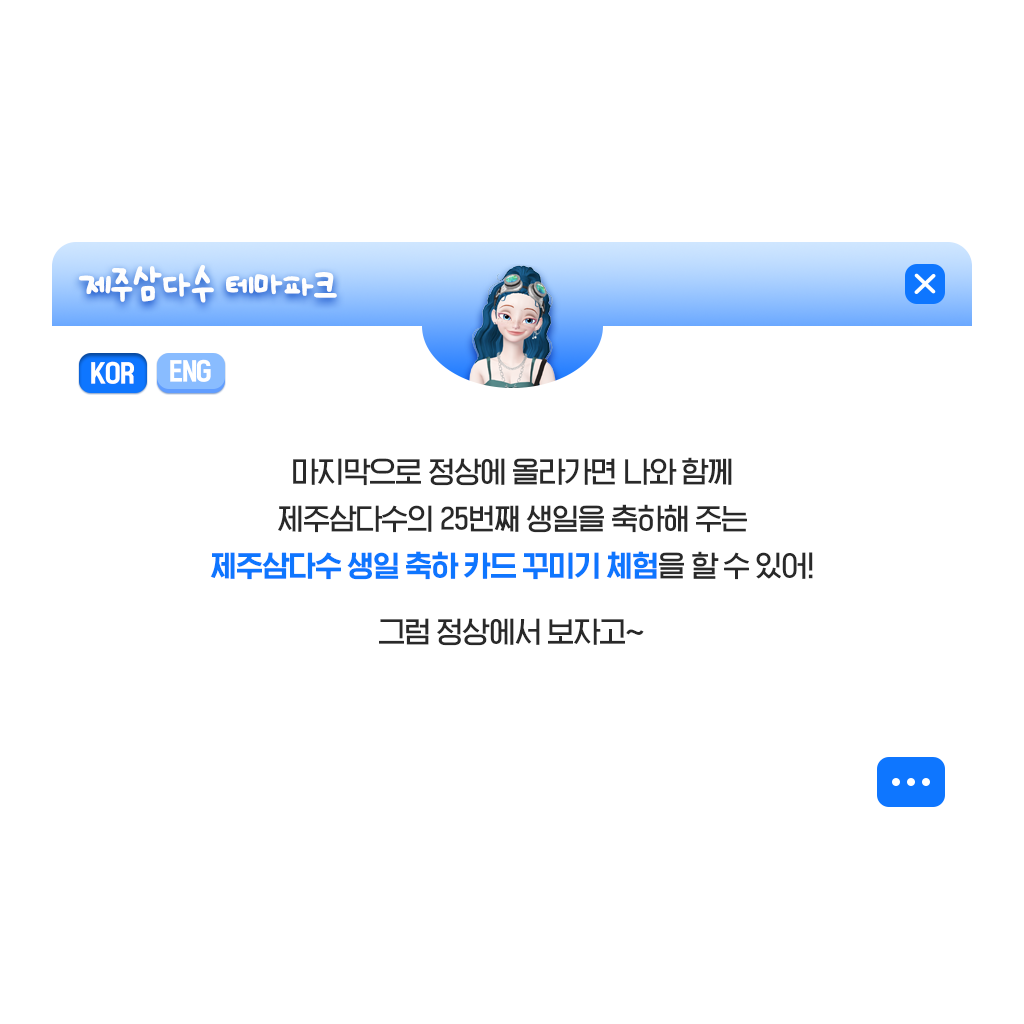 제주삼다수 테마파크
KOR ENG
마지막으로 정상에 올라가면 나와 함께
제주삼다수의 25번째 생일을 축하해 주는
제주삼다수 생일 축하 카드 꾸미기 체험을 할 수 있어!
그럼 정상에서 보자고~